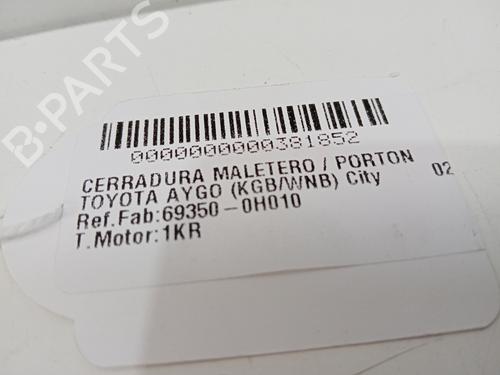 B-PARTS
0000000000381852
CERRADURA MALETERO / PORTON
TOYOTA AYGO (KGB/WNB) City 02
Ref.Fab:69350-0H010
T.Motor:1KR